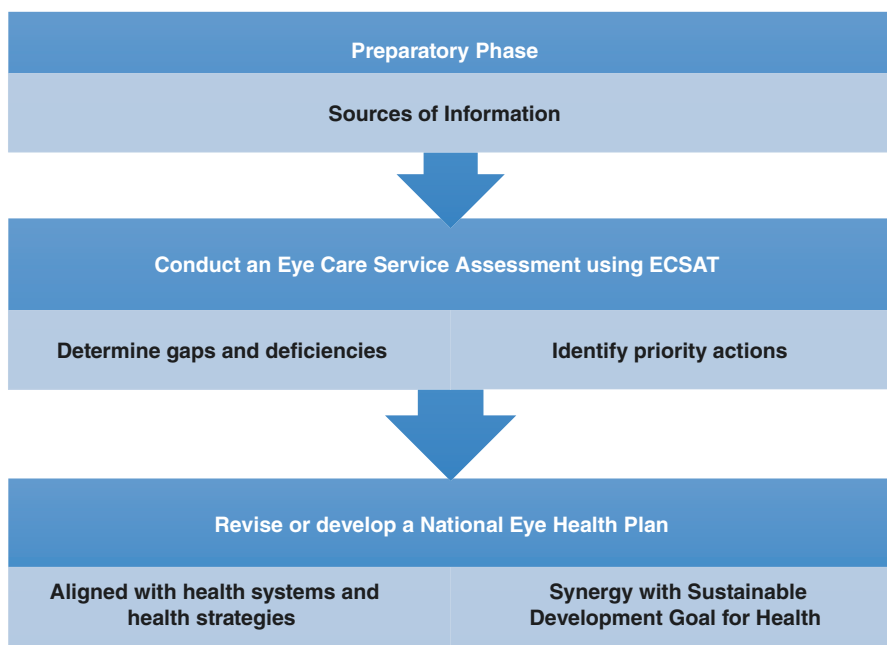 Preparatory Phase
Sources of Information
Conduct an Eye Care Service Assessment using ECSAT
Determine gaps and deficiencies
Identify priority actions
Revise or develop a National Eye Health Plan
Aligned with health systems and
health strategies
Synergy with Sustainable
Development Goal for Health